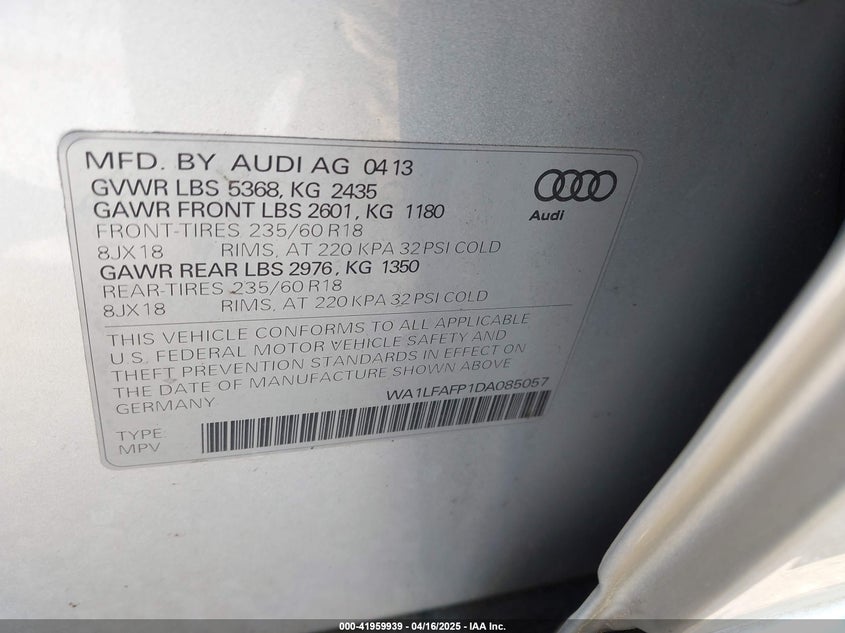 MFD. BY AUDI AG 04 13
GVWR LBS 5368, KG 2435
GAWR FRONT LBS 2601, KG 1180
FRONT-TIRES 235/60 R18
8JX18 RIMS, AT 220 KPA 32 PSI COLD
GAWR REAR LBS 2976, KG 1350
REAR-TIRES 235/60 R18
8JX18 RIMS, AT 220 KPA 32 PSI COLD
Audi
THIS VEHICLE CONFORMS TO ALL APPLICABLE
U.S. FEDERAL MOTOR VEHICLE SAFETY AND
THEFT PREVENTION STANDARDS IN EFFECT ON
THE DATE OF MANUFACTURE SHOWN ABOVE
GERMANY
WA1LFAFP1DA085057
TYPE:
MPV
000-41959939 - 04/16/2025 - IAA Inc.